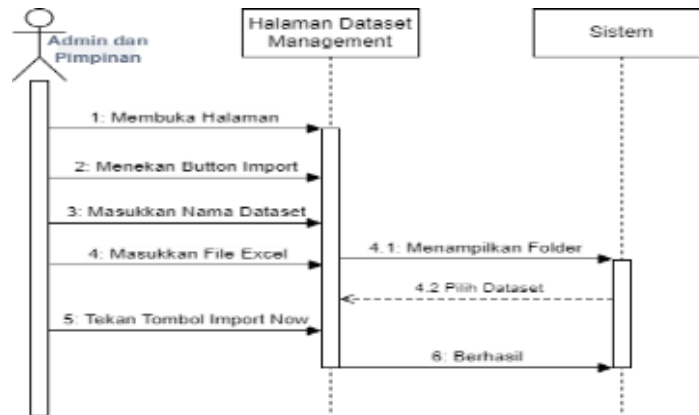 Admin dan
Pimpinan
Halaman Dataset
Management
Sistem
1: Membuka Halaman
2: Menekan Button Import
3: Masukkan Nama Dataset
4: Masukkan File Excel
4.1: Menampilkan Folder
4.2 Pilih Dataset
5: Tekan Tombol Import Now
6: Berhasil